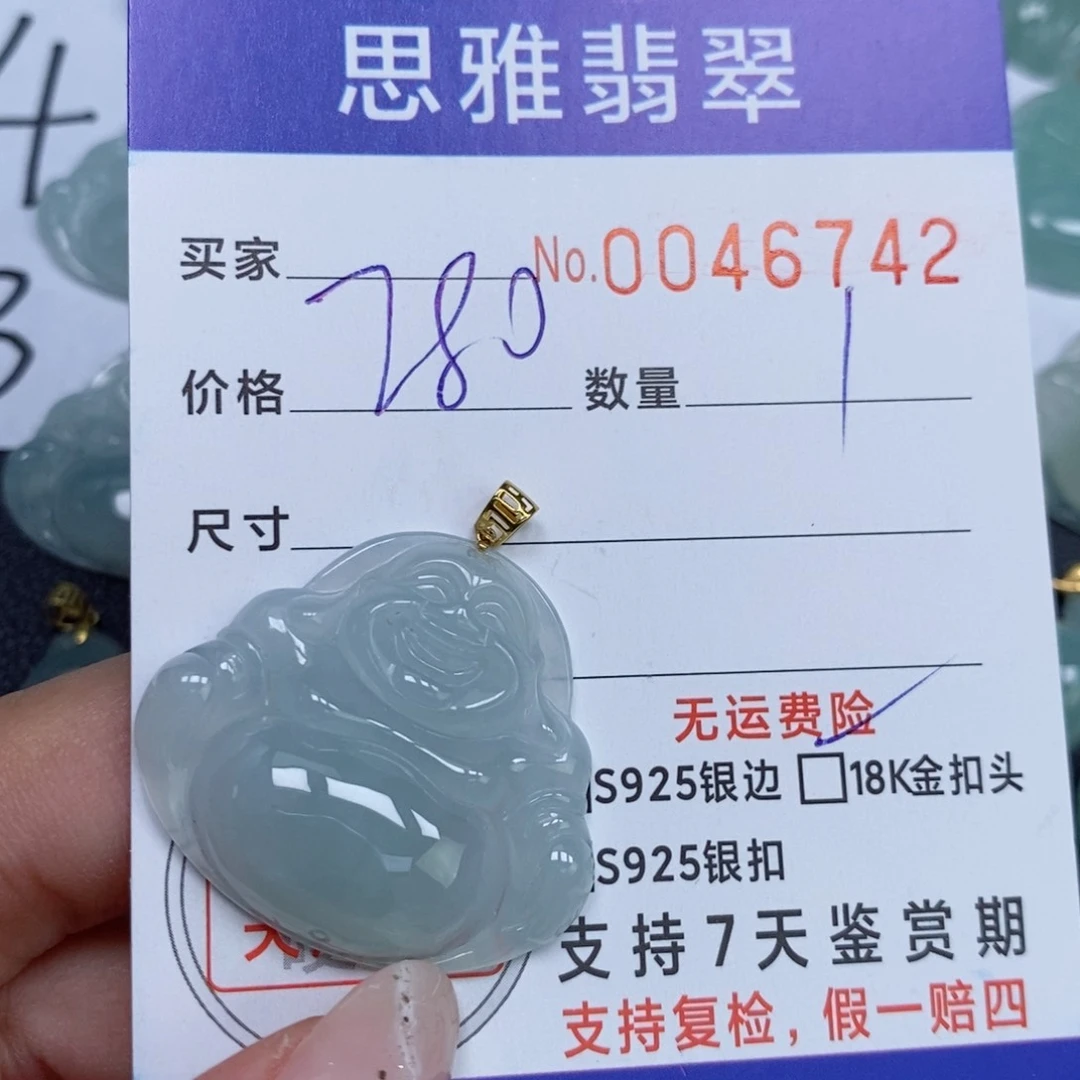 思雅翡翠
买家 No.0046742
价格 780 数量 1
尺寸
无运费险
S925银边 □18K金扣头
S925银扣
支持7天鉴赏期
支持复检，假一赔四
4
3